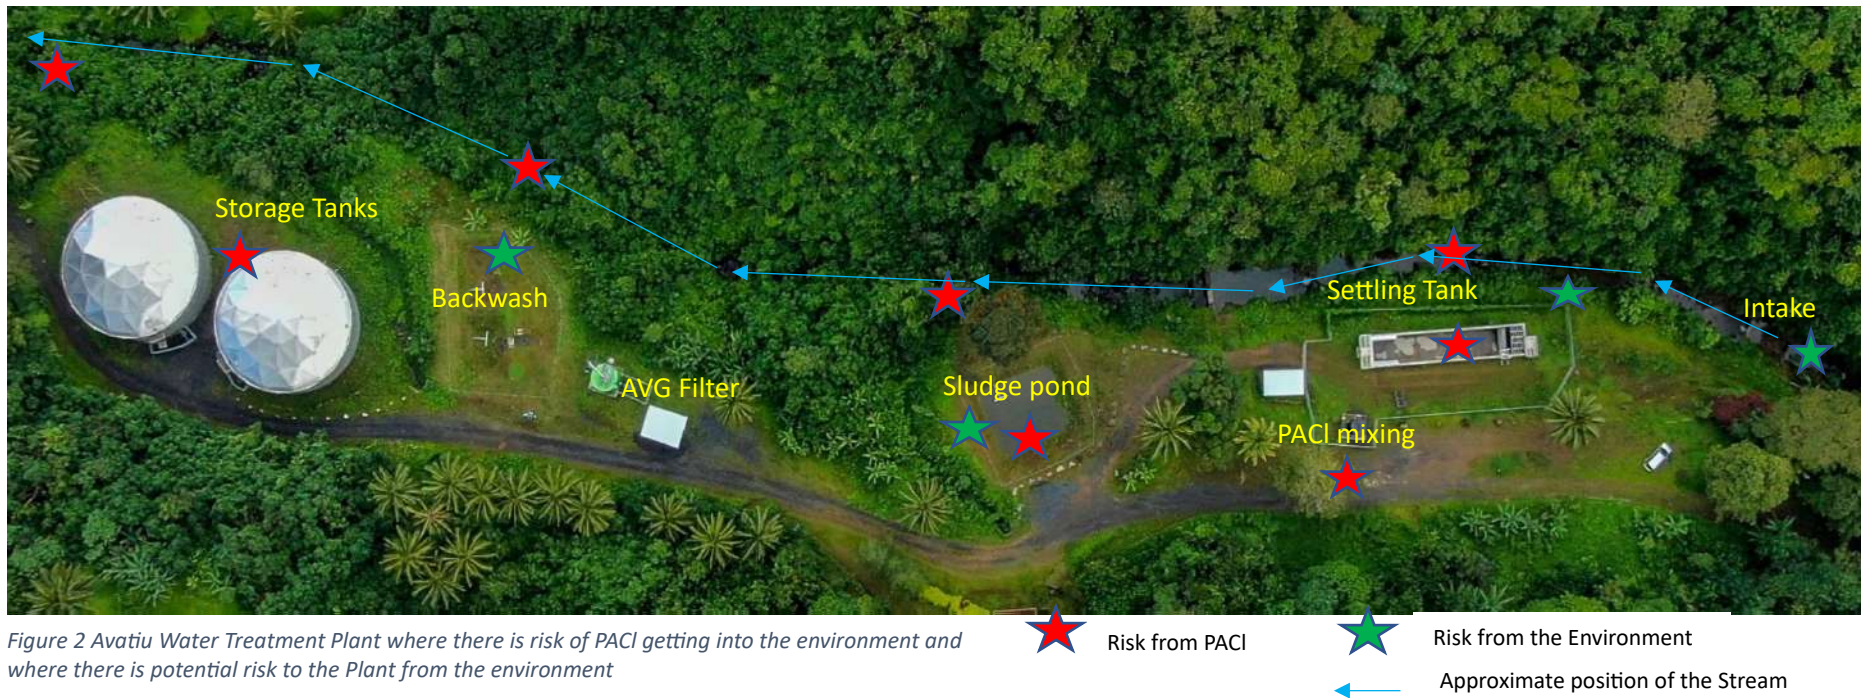 Storage Tanks
Backwash
AVG Filter
Sludge pond
Settling Tank
PACl mixing
Intake
Figure 2 Avatiu Water Treatment Plant where there is risk of PACl getting into the environment and
where there is potential risk to the Plant from the environment
Risk from PACl
Risk from the Environment
Approximate position of the Stream